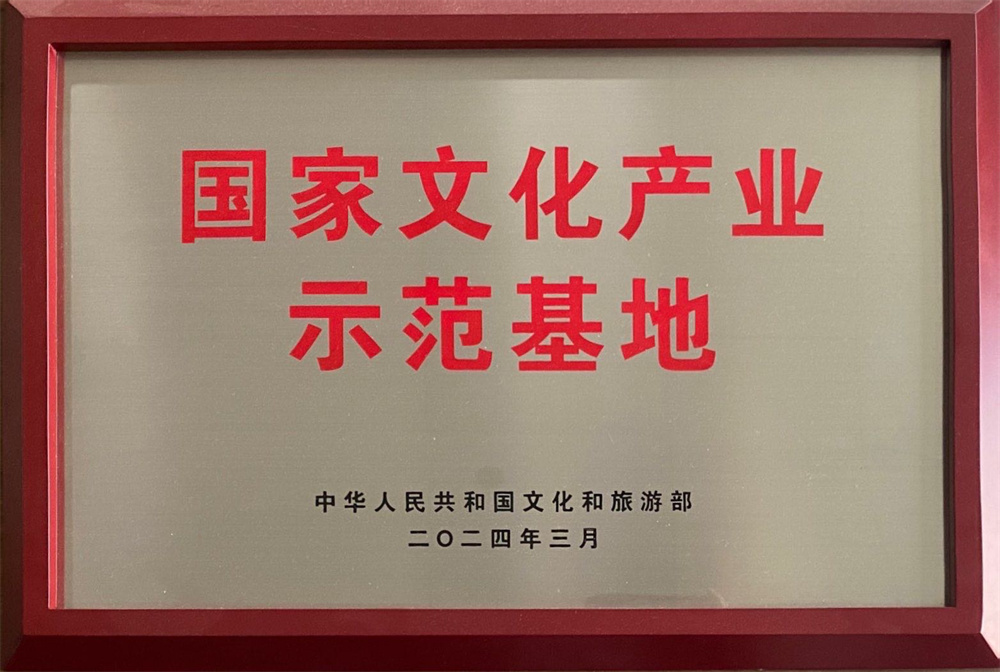 国家文化产业
示范基地
中华人民共和国文化和旅游部
二〇二四年三月